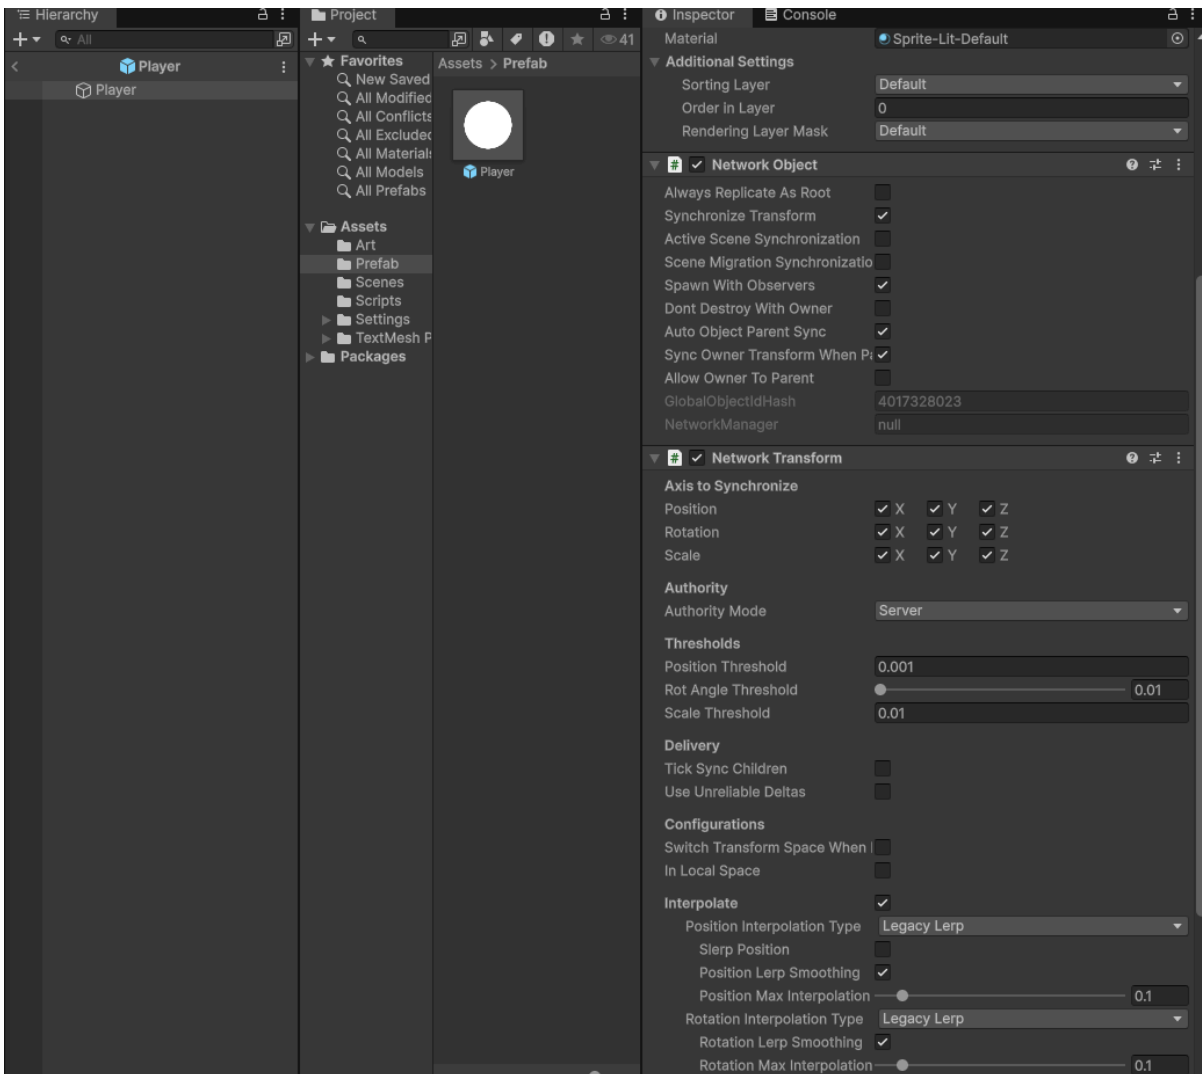 Hierarchy
All
Player
Player
Project
41
Favorites
New Saved
All Modified
All Conflicts
All Excluded
All Materials
All Models
All Prefabs
Assets
Art
Prefab
Scenes
Scripts
Settings
TextMesh P
Packages
Assets > Prefab
Player
Inspector
Console
Material
Sprite-Lit-Default
Additional Settings
Sorting Layer Default
Order in Layer 0
Rendering Layer Mask Default
# Network Object
Always Replicate As Root
Synchronize Transform
Active Scene Synchronization
Scene Migration Synchronizatio
Spawn With Observers
Dont Destroy With Owner
Auto Object Parent Sync
Sync Owner Transform When Pa
Allow Owner To Parent
GlobalObjectIdHash 4017328023
NetworkManager null
# Network Transform
Axis to Synchronize
Position X Y Z
Rotation X Y Z
Scale X Y Z
Authority
Authority Mode Server
Thresholds
Position Threshold 0.001
Rot Angle Threshold 0.01
Scale Threshold 0.01
Delivery
Tick Sync Children
Use Unreliable Deltas
Configurations
Switch Transform Space When
In Local Space
Interpolate
Position Interpolation Type Legacy Lerp
Slerp Position
Position Lerp Smoothing
Position Max Interpolation 0.1
Rotation Interpolation Type Legacy Lerp
Rotation Lerp Smoothing
Rotation Max Interpolation 0.1